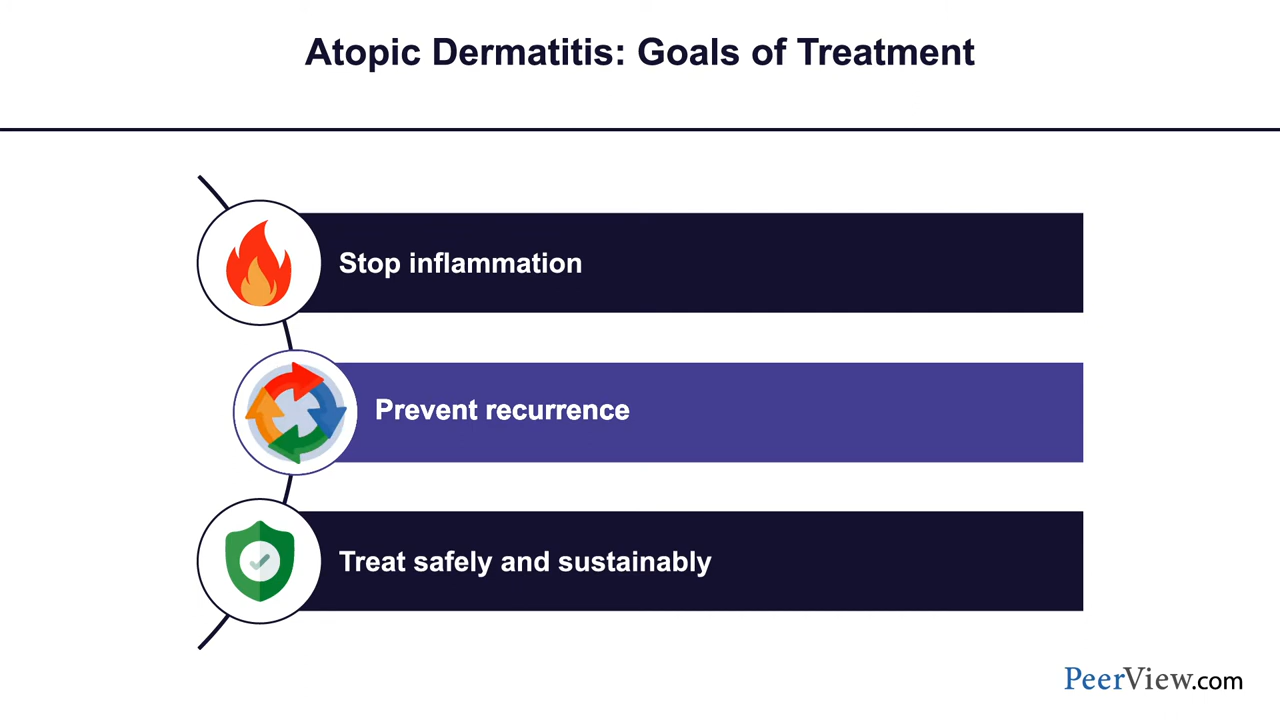 Atopic Dermatitis: Goals of Treatment
Stop inflammation
Prevent recurrence
Treat safely and sustainably
PeerView.com